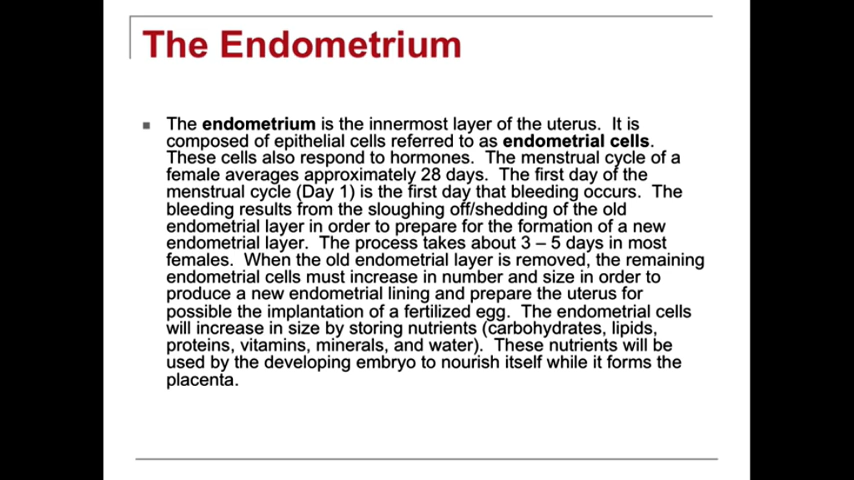 The Endometrium
The endometrium is the innermost layer of the uterus. It is
composed of epithelial cells referred to as endometrial cells.
These cells also respond to hormones. The menstrual cycle of a
female averages approximately 28 days. The first day of the
menstrual cycle (Day 1) is the first day that bleeding occurs. The
bleeding results from the sloughing off/shedding of the old
endometrial layer in order to prepare for the formation of a new
endometrial layer. The process takes about 3 – 5 days in most
females. When the old endometrial layer is removed, the remaining
endometrial cells must increase in number and size in order to
produce a new endometrial lining and prepare the uterus for
possible the implantation of a fertilized egg. The endometrial cells
will increase in size by storing nutrients (carbohydrates, lipids,
proteins, vitamins, minerals, and water). These nutrients will be
used by the developing embryo to nourish itself while it forms the
placenta.